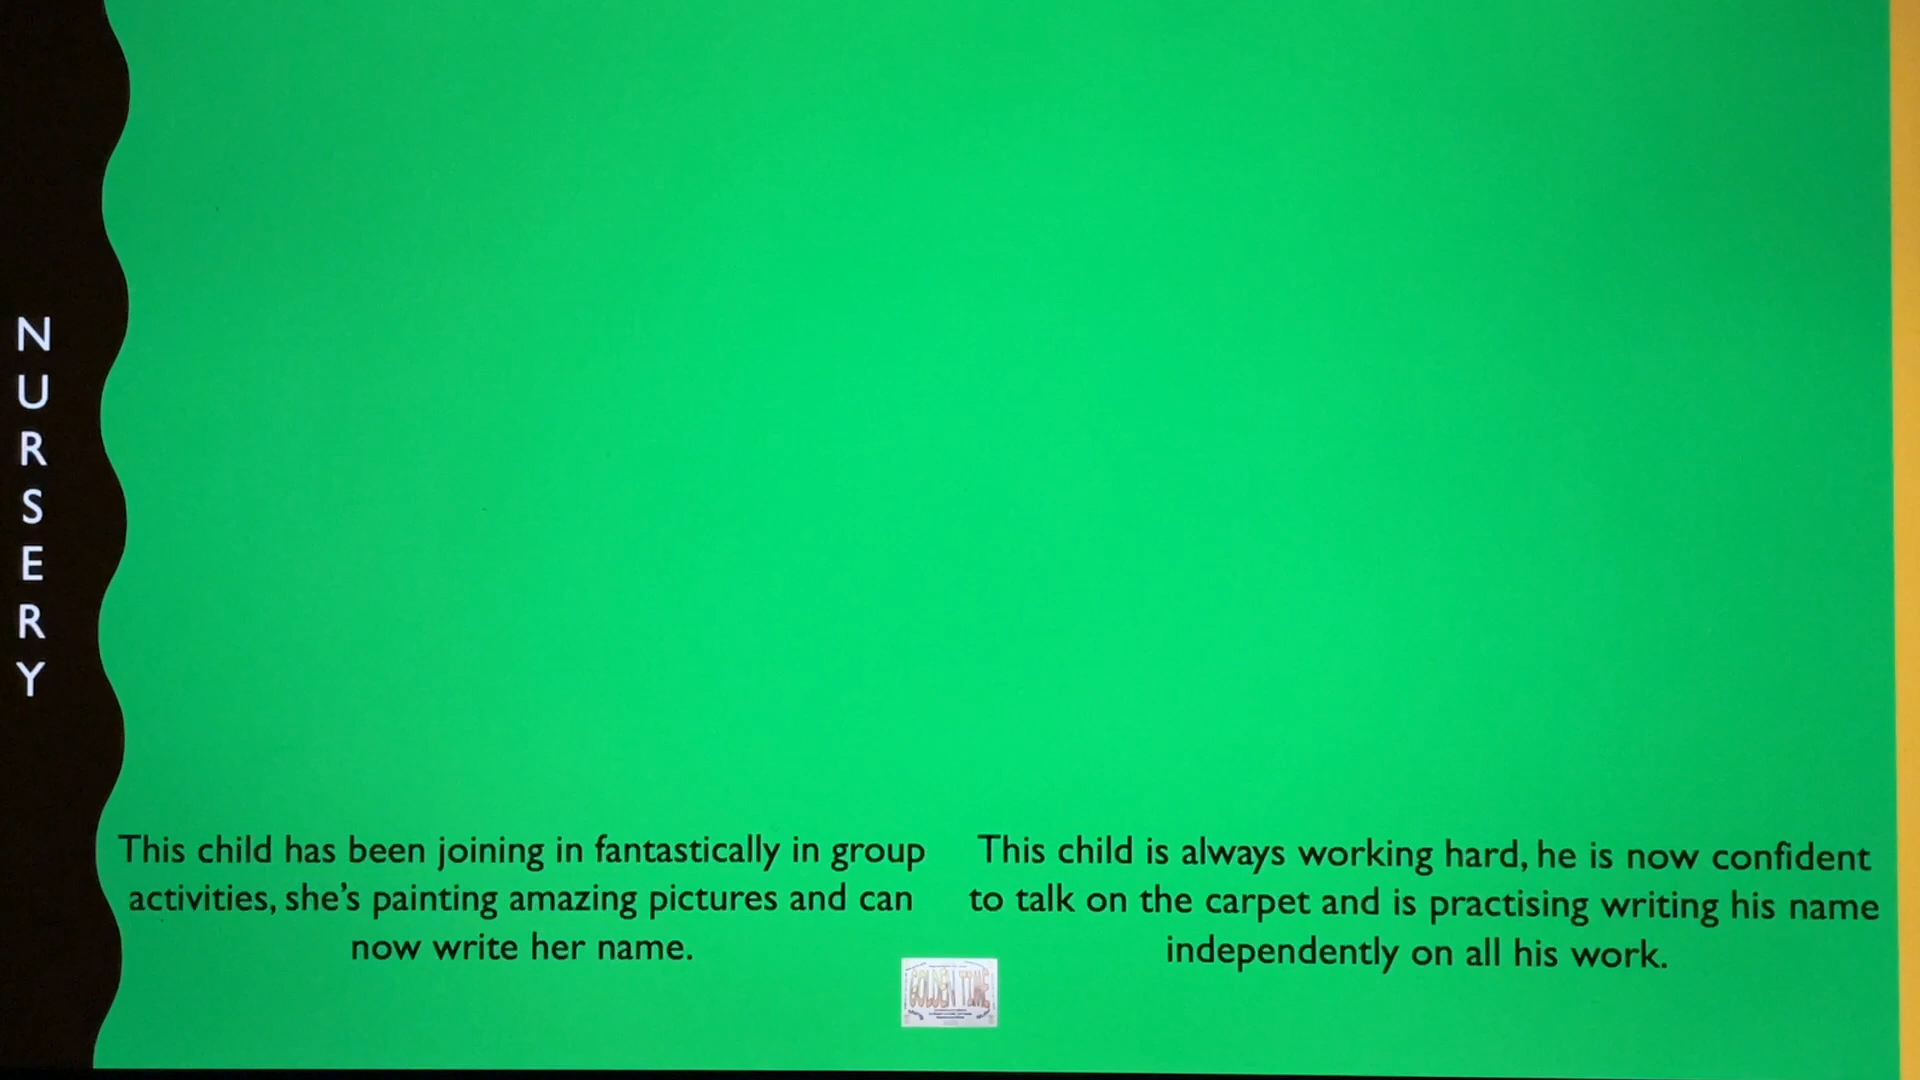 NURSERY
This child has been joining in fantastically in group
activities, she's painting amazing pictures and can
now write her name.
This child is always working hard, he is now confident
to talk on the carpet and is practising writing his name
independently on all his work.
GOLDEN TIME